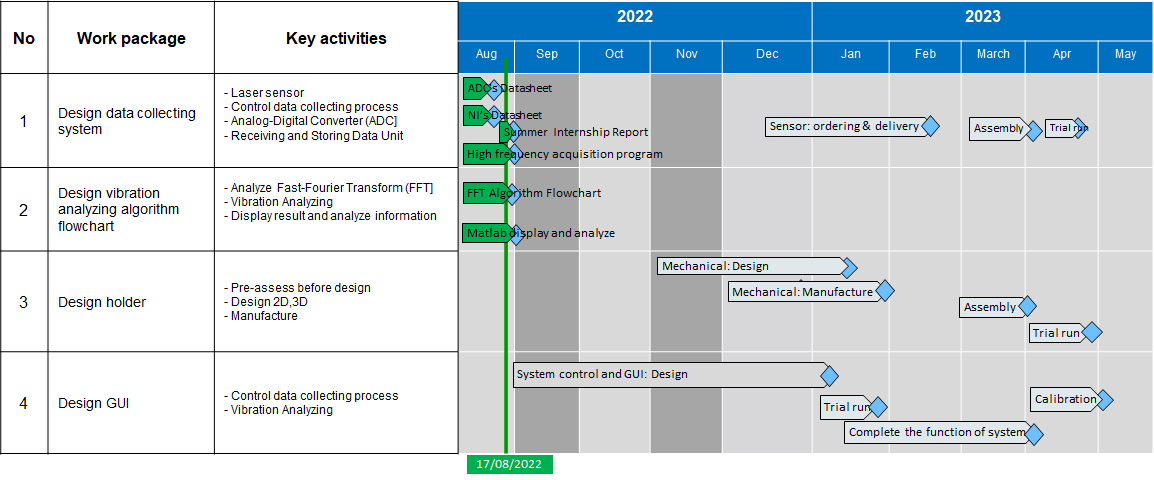 No
Work package
Key activities
2022
2023
Aug
Sep
Oct
Nov
Dec
Jan
Feb
March
Apr
May
1
Design data collecting
system
- Laser sensor
- Control data collecting process
- Analog-Digital Converter (ADC]
- Receiving and Storing Data Unit
ADC's Datasheet
NI's Datasheet
Summer Internship Report
High frequency acquisition program
Sensor: ordering & delivery
Assembly
Trial run
2
Design vibration
analyzing algorithm
flowchart
- Analyze Fast-Fourier Transform (FFT]
- Vibration Analyzing
- Display result and analyze information
FFT Algorithm Flowchart
Matlab display and analyze
3
Design holder
- Pre-assess before design
- Design 2D,3D
- Manufacture
Mechanical: Design
Mechanical: Manufacture
Assembly
Trial run
4
Design GUI
- Control data collecting process
- Vibration Analyzing
System control and GUI: Design
Trial run
Calibration
Complete the function of system
17/08/2022